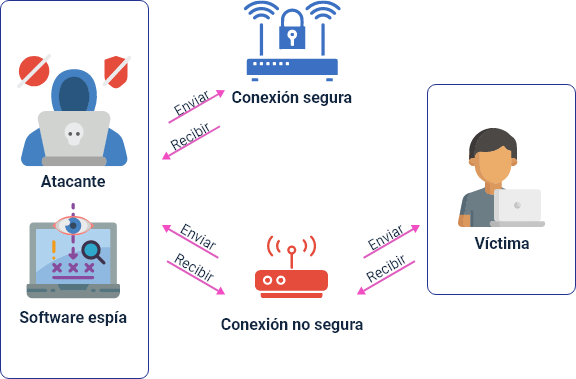 Conexión segura
Enviar
Recibir
Atacante
Software espía
Enviar
Recibir
Conexión no segura
Enviar
Recibir
Víctima